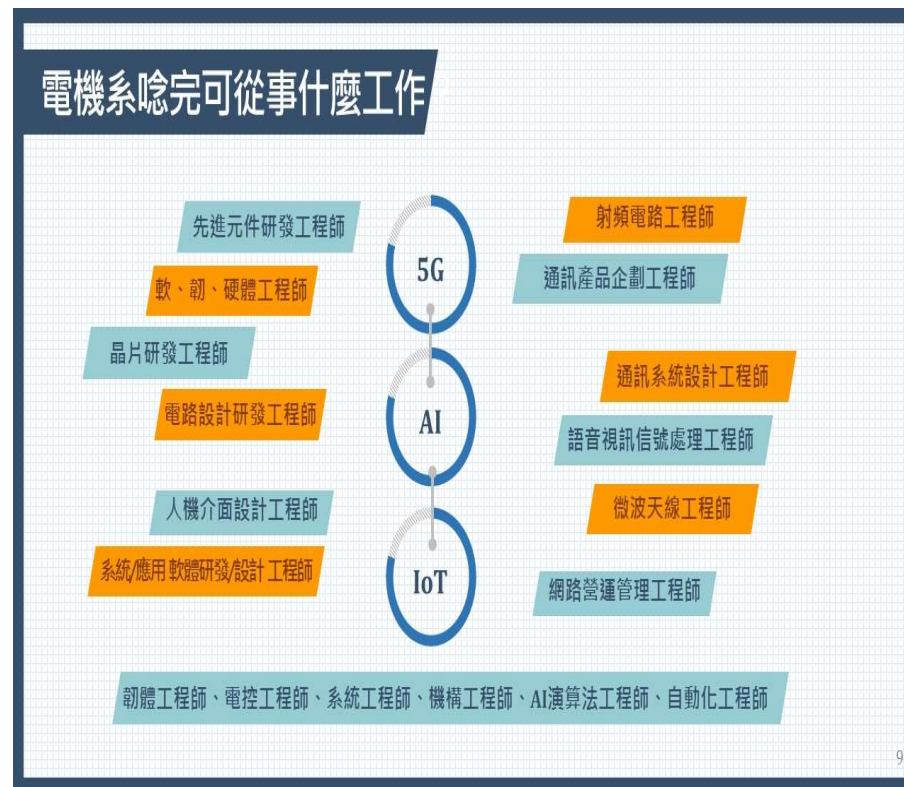 電機系唸完可從事什麼工作
先進元件研發工程師
軟、韌、硬體工程師
晶片研發工程師
電路設計研發工程師
人機介面設計工程師
系統/應用 軟體研發/設計 工程師
5G
AI
IoT
射頻電路工程師
通訊產品企劃工程師
通訊系統設計工程師
語音視訊信號處理工程師
微波天線工程師
網路營運管理工程師
韌體工程師、電控工程師、系統工程師、機構工程師、AI演算法工程師、自動化工程師
9